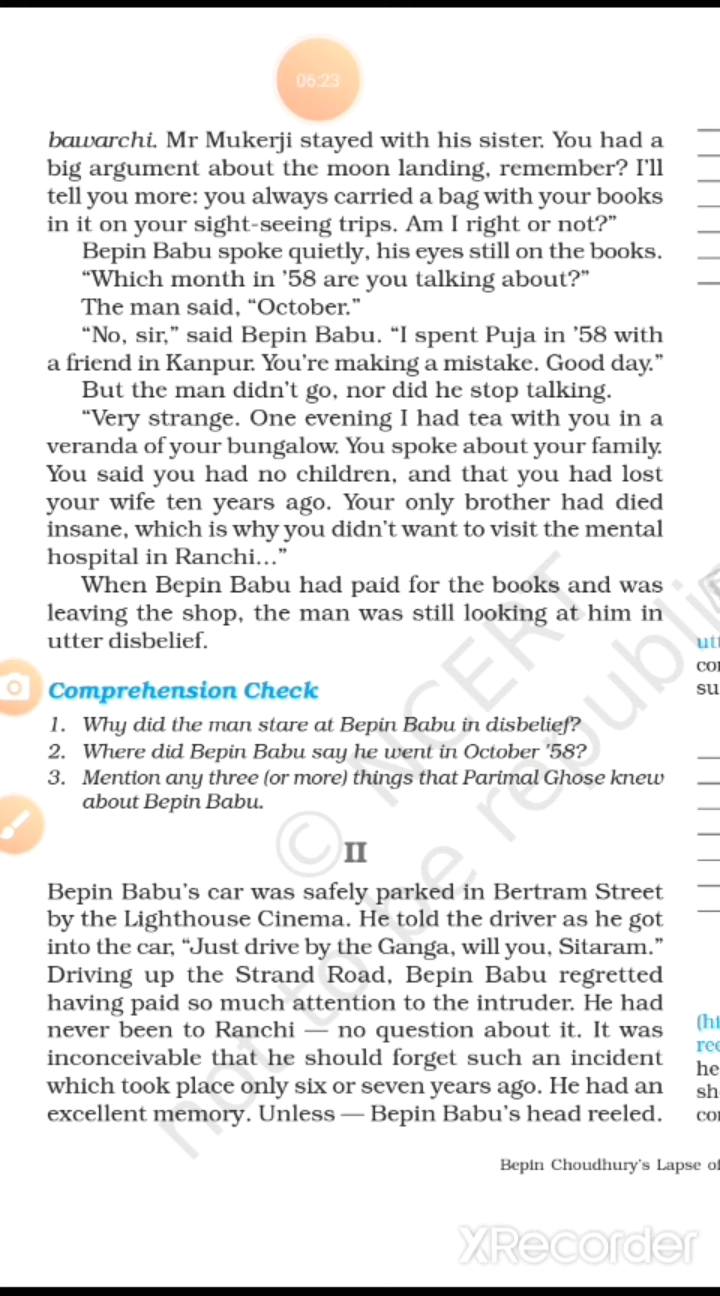 06:23
bawarchi. Mr Mukerji stayed with his sister. You had a
big argument about the moon landing, remember? I'll
tell you more: you always carried a bag with your books
in it on your sight-seeing trips. Am I right or not?"
Bepin Babu spoke quietly, his eyes still on the books.
"Which month in '58 are you talking about?"
The man said, "October."
"No, sir," said Bepin Babu. "I spent Puja in '58 with
a friend in Kanpur. You're making a mistake. Good day."
But the man didn't go, nor did he stop talking.
"Very strange. One evening I had tea with you in a
veranda of your bungalow. You spoke about your family.
You said you had no children, and that you had lost
your wife ten years ago. Your only brother had died
insane, which is why you didn't want to visit the mental
hospital in Ranchi..."
When Bepin Babu had paid for the books and was
leaving the shop, the man was still looking at him in
utter disbelief.
Comprehension Check
1. Why did the man stare at Bepin Babu in disbelief?
2. Where did Bepin Babu say he went in October '58?
3. Mention any three (or more) things that Parimal Ghose knew
about Bepin Babu.
II
Bepin Babu's car was safely parked in Bertram Street
by the Lighthouse Cinema. He told the driver as he got
into the car, "Just drive by the Ganga, will you, Sitaram."
Driving up the Strand Road, Bepin Babu regretted
having paid so much attention to the intruder. He had
never been to Ranchi — no question about it. It was
inconceivable that he should forget such an incident
which took place only six or seven years ago. He had an
excellent memory. Unless — Bepin Babu's head reeled.
Bepin Choudhury's Lapse of
© NCERT
not to be republi
XRecorder